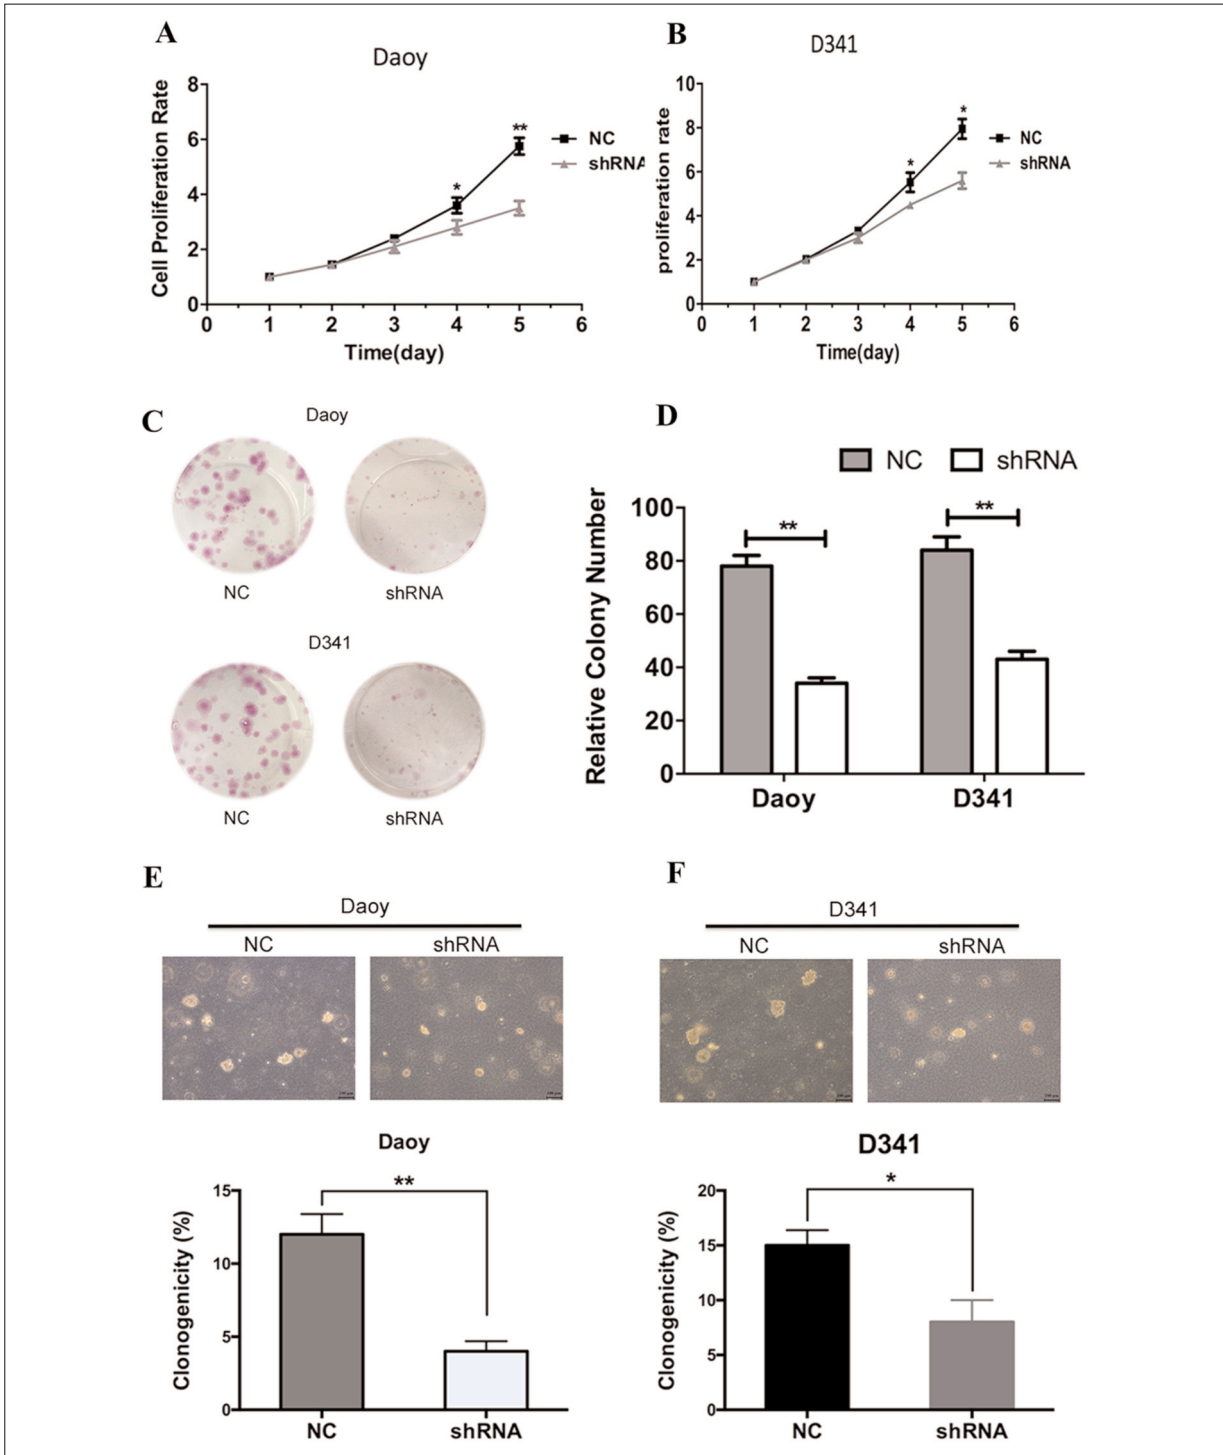 A
Daoy
Cell Proliferation Rate
8
6
4
2
0
**
*
NC
shRNA
0 1 2 3 4 5 6
Time(day)
B
D341
proliferation rate
10
8
6
4
2
0
*
*
NC
shRNA
0 1 2 3 4 5 6
Time(day)
C
Daoy
NC shRNA
D341
NC shRNA
D
NC shRNA
Relative Colony Number
100
80
60
40
20
0
** **
Daoy D341
E
Daoy
NC shRNA
Daoy
Clonogenicity (%)
15
10
5
0
**
NC shRNA
F
D341
NC shRNA
D341
Clonogenicity (%)
20
15
10
5
0
*
NC shRNA